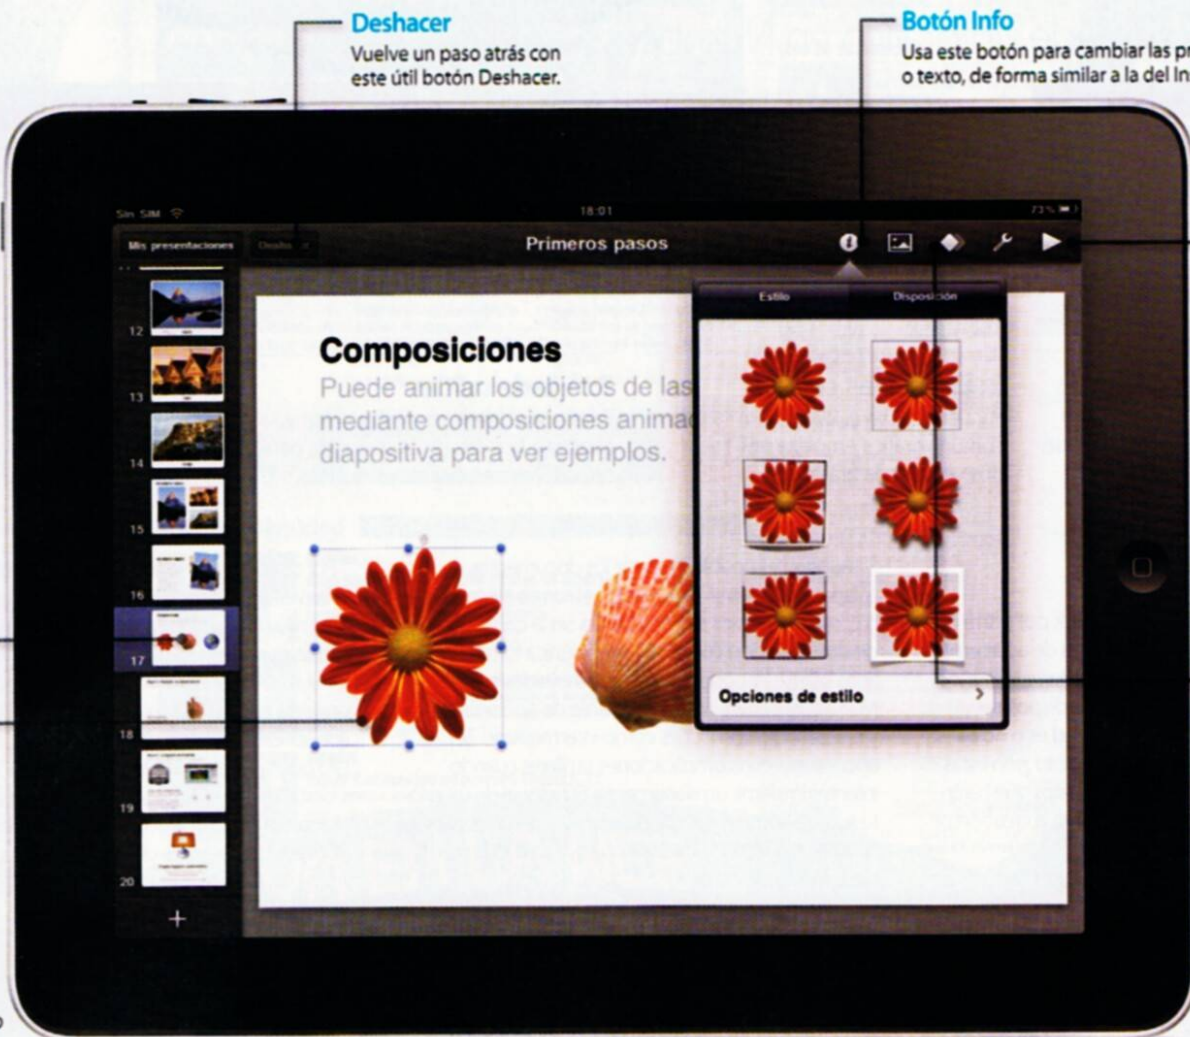 Deshacer
Vuelve un paso atrás con
este útil botón Deshacer.
Botón Info
Usa este botón para cambiar las
o texto, de forma similar a la del
Sin SIM
18:01
73%
Mis presentaciones
Primeros pasos
Estilo
Disposición
Composiciones
Puede animar los objetos de las
mediante composiciones
diapositiva para ver ejemplos.
Opciones de estilo
12
13
14
15
16
17
18
19
20